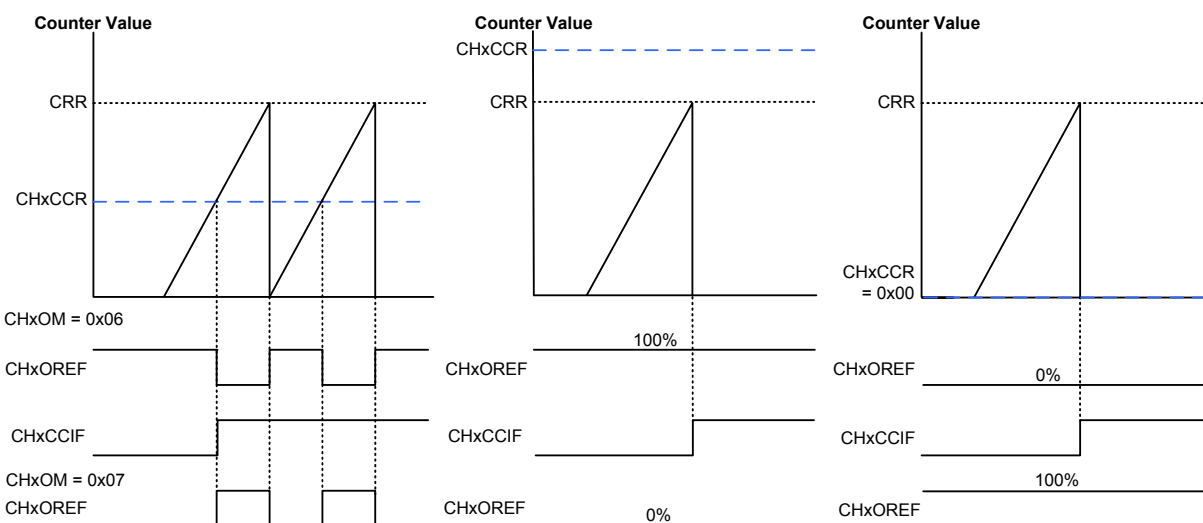 Counter Value
CRR
CHxCCR
CHxOM = 0x06
CHxOREF
CHxCCIF
CHxOM = 0x07
CHxOREF
Counter Value
CHxCCR
CRR
100%
CHxOREF
CHxCCIF
CHxOREF
0%
Counter Value
CRR
CHxCCR
= 0x00
CHxOREF
0%
CHxCCIF
100%
CHxOREF